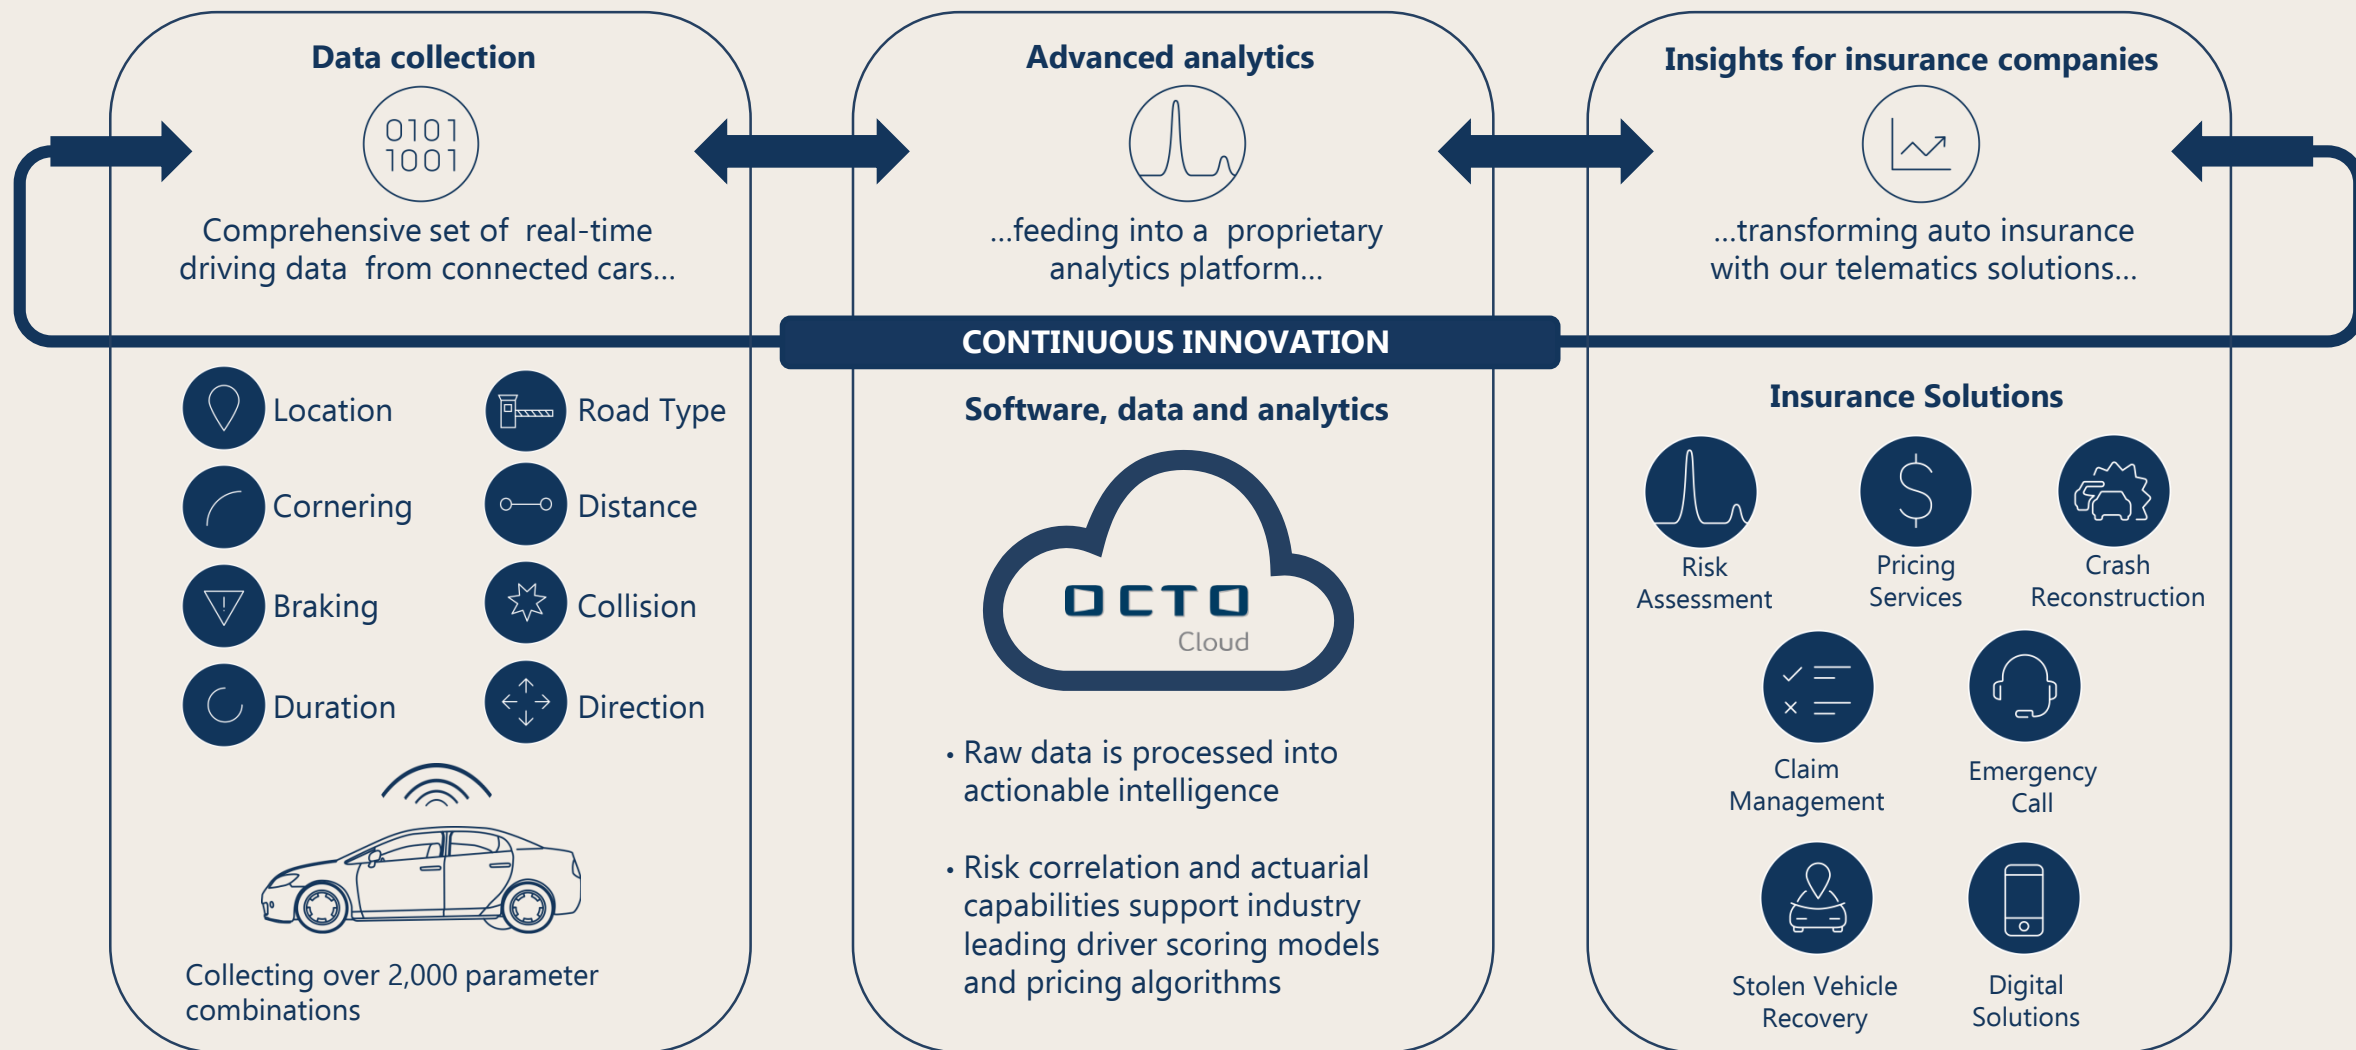 Data collection
0101
1001
Comprehensive set of real-time
driving data from connected cars...
Advanced analytics
...feeding into a proprietary
analytics platform...
Insights for insurance companies
...transforming auto insurance
with our telematics solutions...
CONTINUOUS INNOVATION
Location
Road Type
Cornering
Distance
Braking
Collision
Duration
Direction
Collecting over 2,000 parameter
combinations
Software, data and analytics
OCTO
Cloud
• Raw data is processed into
actionable intelligence
• Risk correlation and actuarial
capabilities support industry
leading driver scoring models
and pricing algorithms
Insurance Solutions
Risk
Assessment
Pricing
Services
Crash
Reconstruction
Claim
Management
Emergency
Call
Stolen Vehicle
Recovery
Digital
Solutions